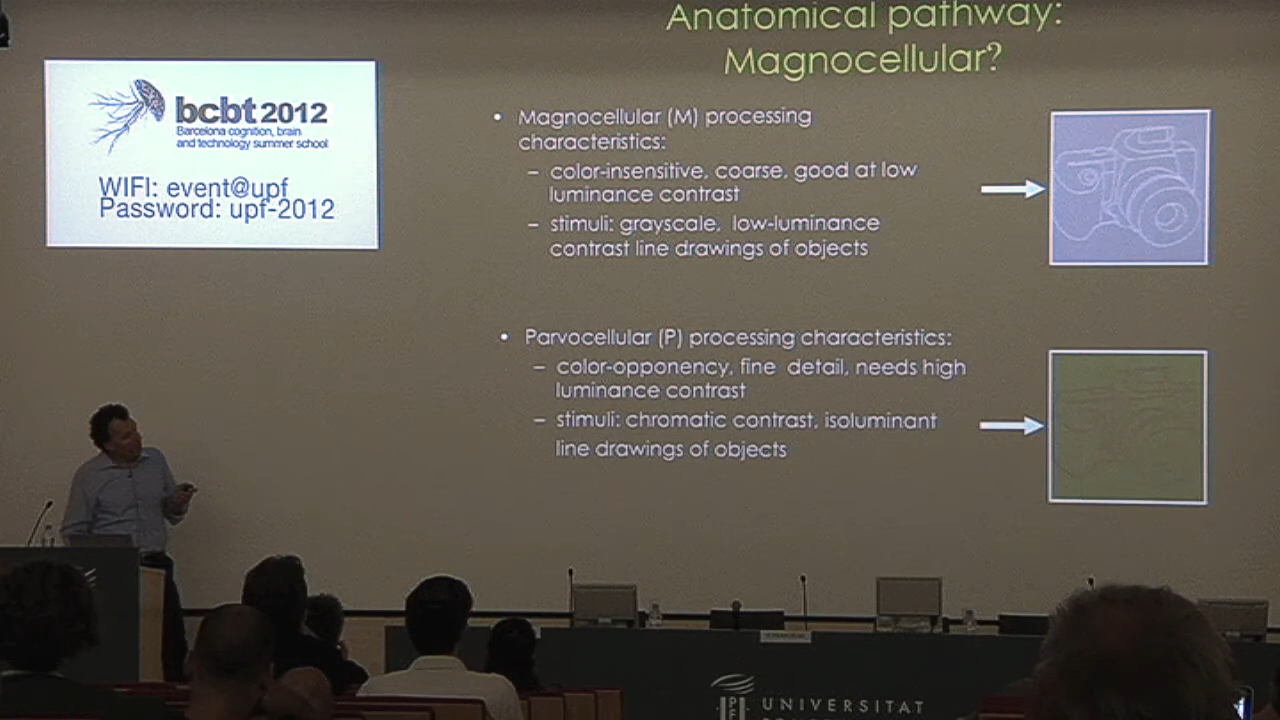 Anatomical pathway:
Magnocellular?
bcbt 2012
Barcelona cognition, brain
and technology summer school
WIFI: event@upf
Password: upf-2012
• Magnocellular (M) processing
characteristics:
– color-insensitive, coarse, good at low
luminance contrast
– stimuli: grayscale, low-luminance
contrast line drawings of objects
• Parvocellular (P) processing characteristics:
– color-opponency, fine detail, needs high
luminance contrast
– stimuli: chromatic contrast, isoluminant
line drawings of objects
UNIVERSITAT